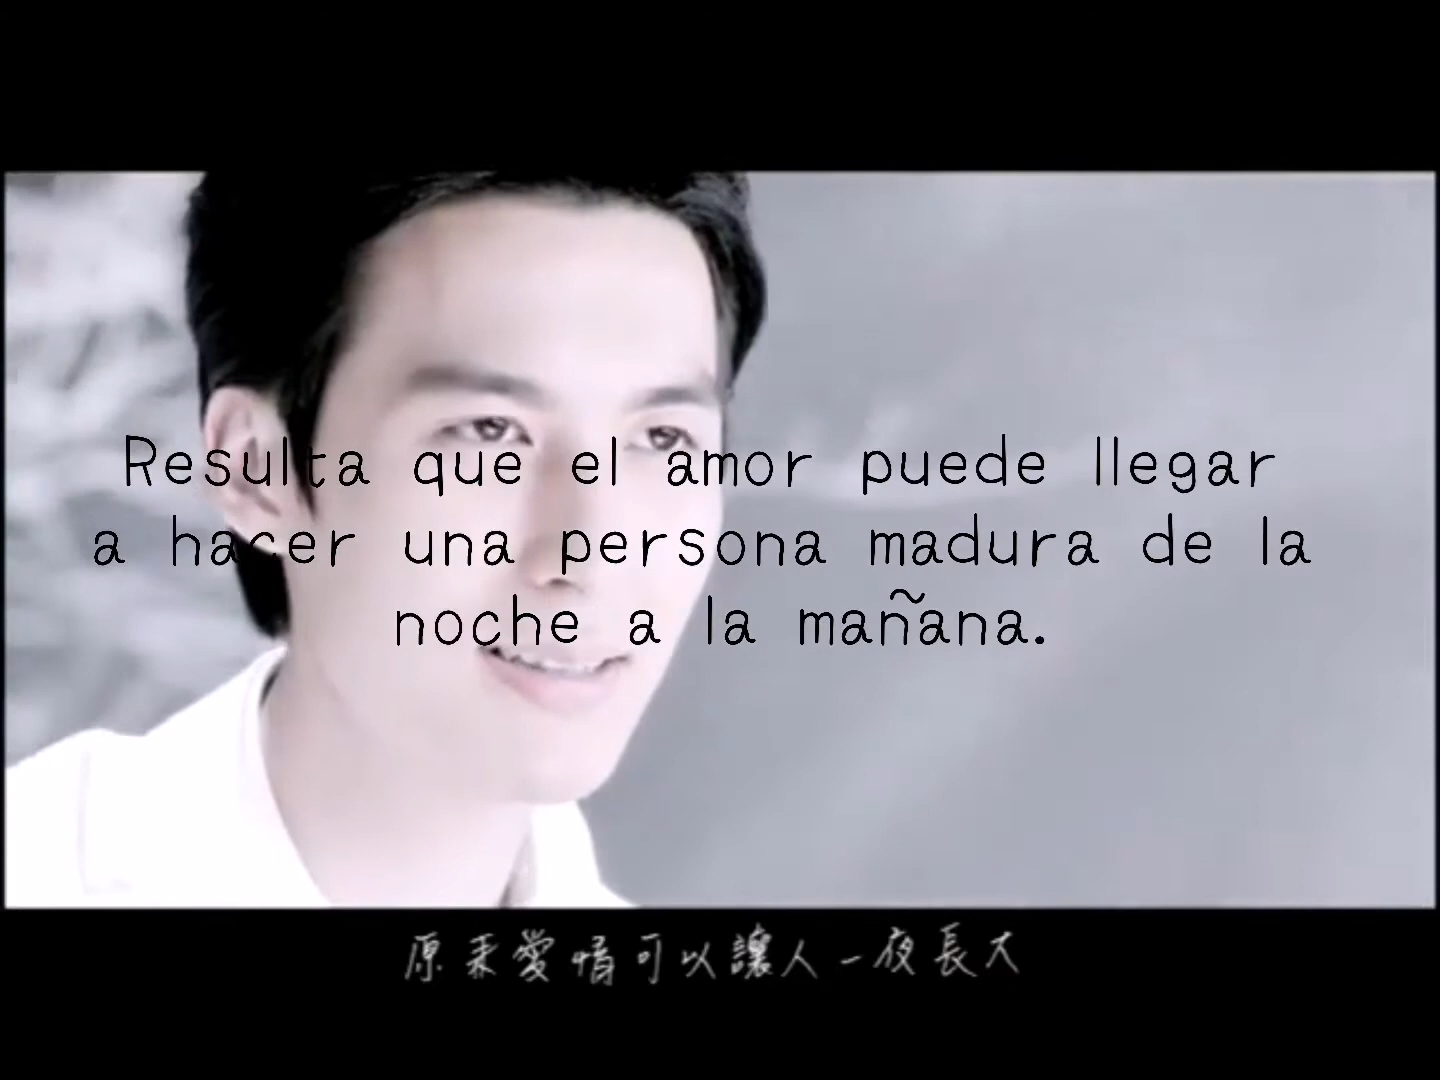 Resulta que el amor puede llegar
a hacer una persona madura de la
noche a la mañana.
原來愛情可以讓人一夜長大